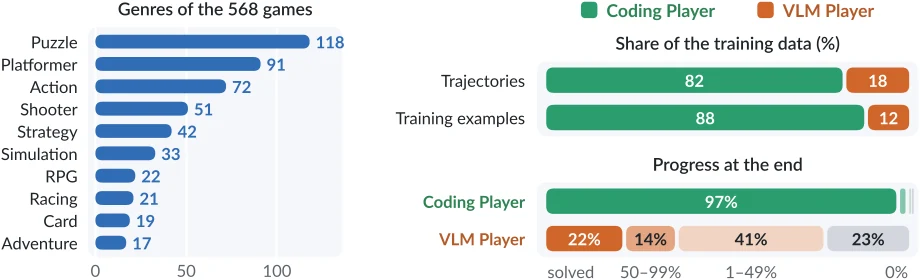 Genres of the 568 games
Puzzle 118
Platformer 91
Action 72
Shooter 51
Strategy 42
Simulation 33
RPG 22
Racing 21
Card 19
Adventure 17
0 50 100
Coding Player VLM Player
Share of the training data (%)
Trajectories 82 18
Training examples 88 12
Progress at the end
Coding Player 97%
VLM Player 22% 14% 41% 23%
solved 50–99% 1–49% 0%